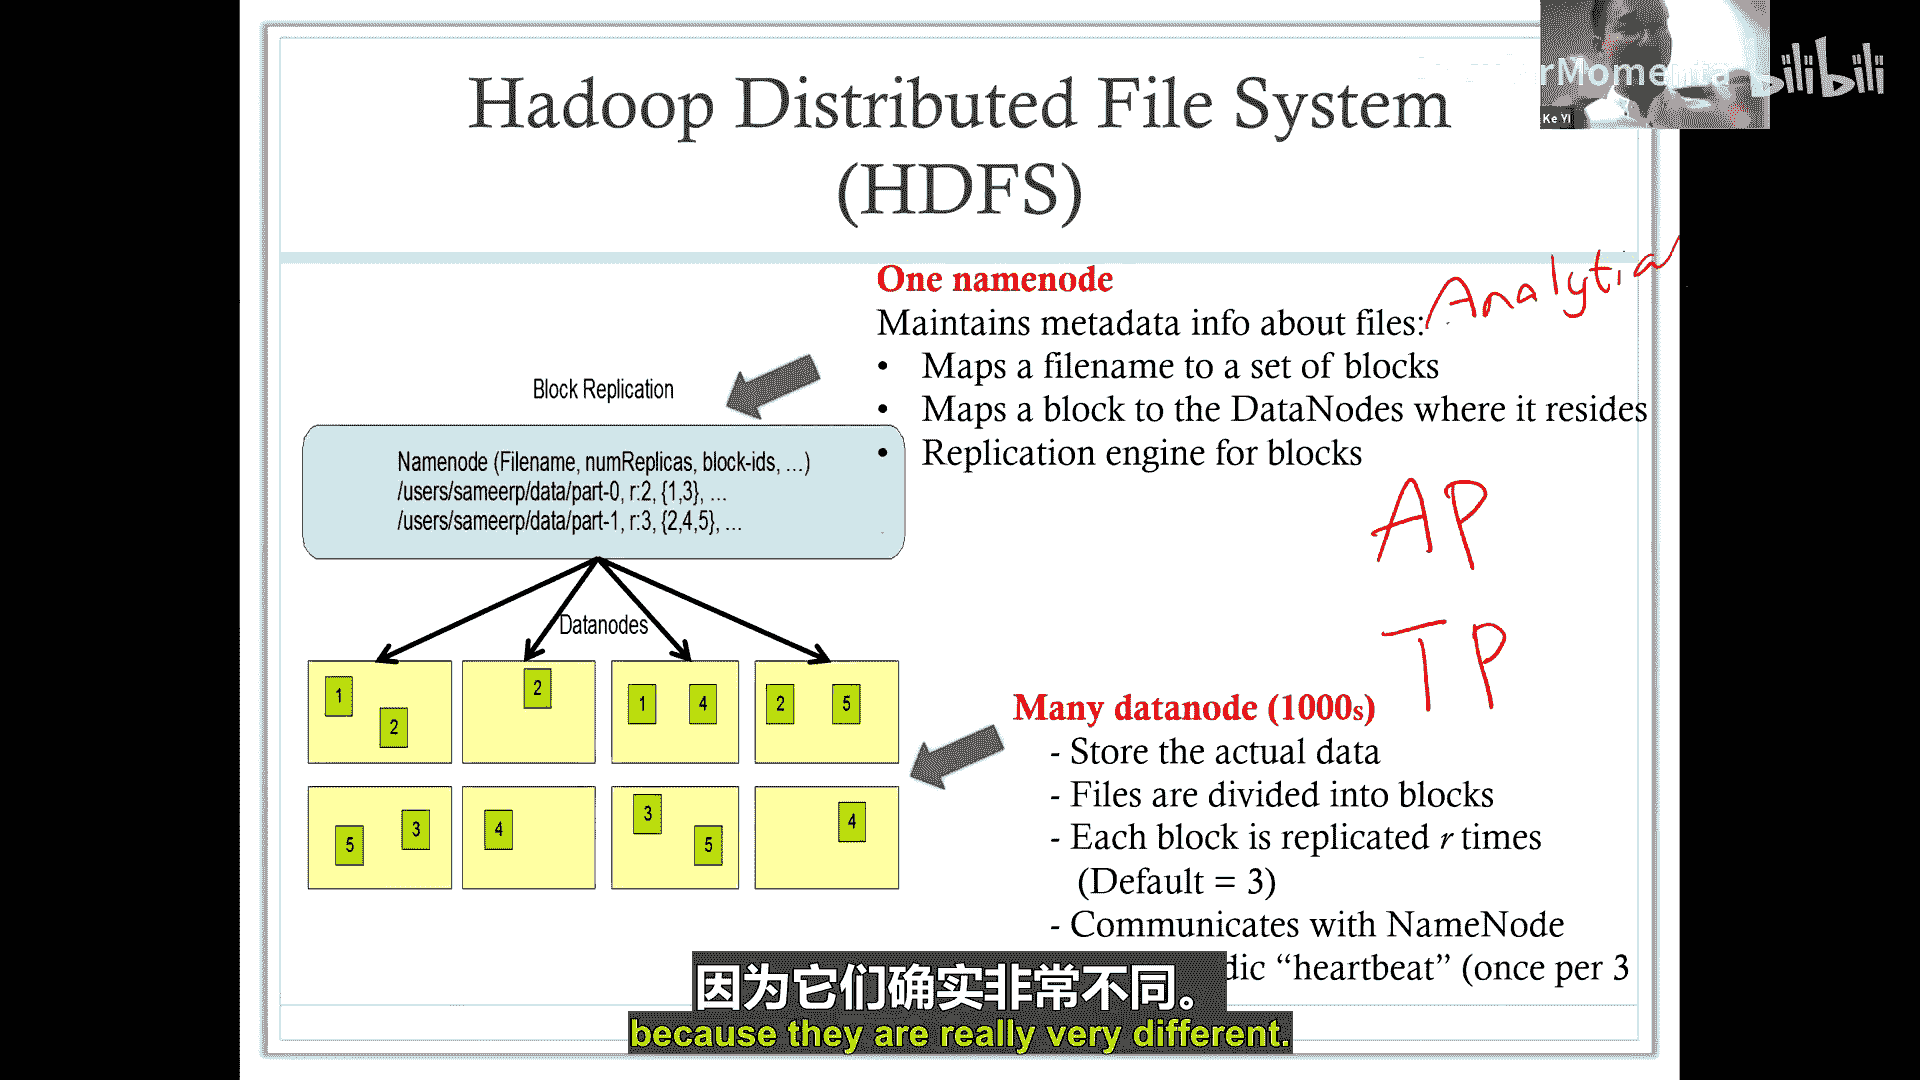 Hadoop Distributed File System
(HDFS)
Ke Yi
bilibili
One namenode
Maintains metadata info about files:
• Maps a filename to a set of blocks
• Maps a block to the DataNodes where it resides
• Replication engine for blocks
AP
TP
Block Replication
Namenode (Filename, numReplicas, block-ids, …)
/users/sameerp/data/part-0, r:2, {1,3}, …
/users/sameerp/data/part-1, r:3, {2,4,5}, …
Datanodes
1 2 2 1 4 2 5
5 3 4 3 5 4
Many datanode (1000s)
- Store the actual data
- Files are divided into blocks
- Each block is replicated r times
(Default = 3)
- Communicates with NameNode
“heartbeat” (once per 3
因为它们确实非常不同。
because they are really very different.